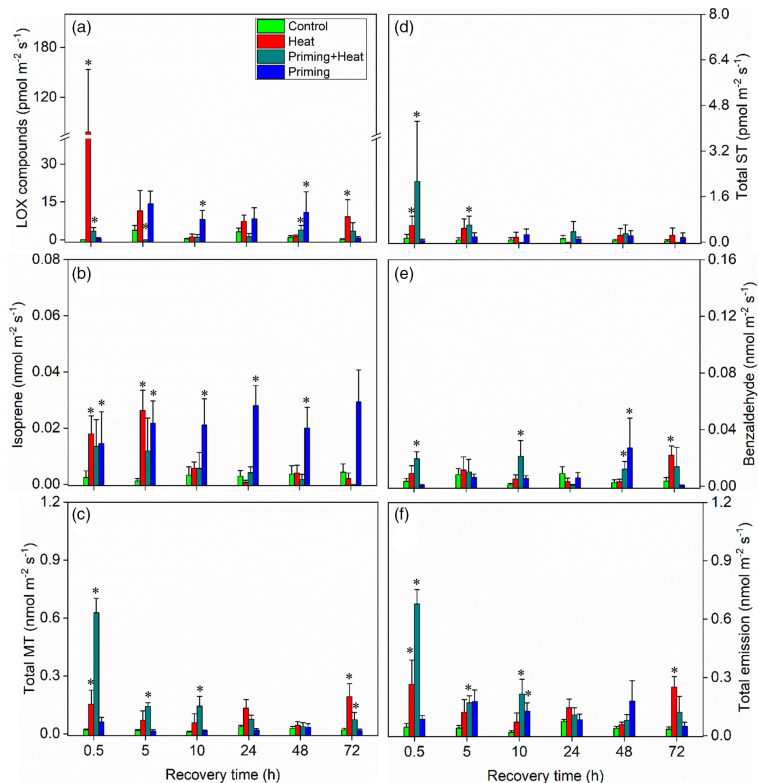 (a)
Control
Heat
Priming+Heat
Priming
LOX compounds (pmol m⁻² s⁻¹)
180
120
30
15
0
* * * * * * *
(d)
Total ST (pmol m⁻² s⁻¹)
8.0
6.4
4.8
3.2
1.6
0.0
* * *
(b)
Isoprene (nmol m⁻² s⁻¹)
0.08
0.06
0.04
0.02
0.00
* * * * * * *
(e)
Benzaldehyde (nmol m⁻² s⁻¹)
0.16
0.12
0.08
0.04
0.00
* * * * *
(c)
Total MT (nmol m⁻² s⁻¹)
1.2
0.9
0.6
0.3
0.0
* * * * * *
0.5 5 10 24 48 72
Recovery time (h)
(f)
Total emission (nmol m⁻² s⁻¹)
1.2
0.9
0.6
0.3
0.0
* * * * * *
0.5 5 10 24 48 72
Recovery time (h)